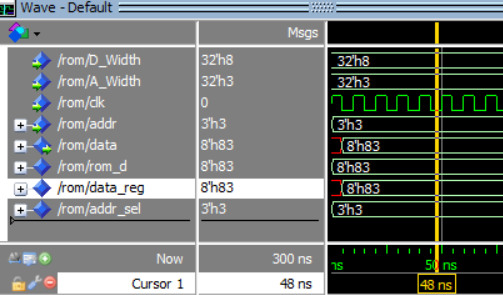 Wave - Default
Msgs
/rom/D_Width 32'h8 32'h8
/rom/A_Width 32'h3 32'h3
/rom/clk 0
/rom/addr 3'h3 3'h3
/rom/data 8'h83 8'h83
/rom/rom_d 8'h83 8'h83
/rom/data_reg 8'h83 8'h83
/rom/addr_sel 3'h3 3'h3
Now 300 ns ns 50 ns
Cursor 1 48 ns 48 ns